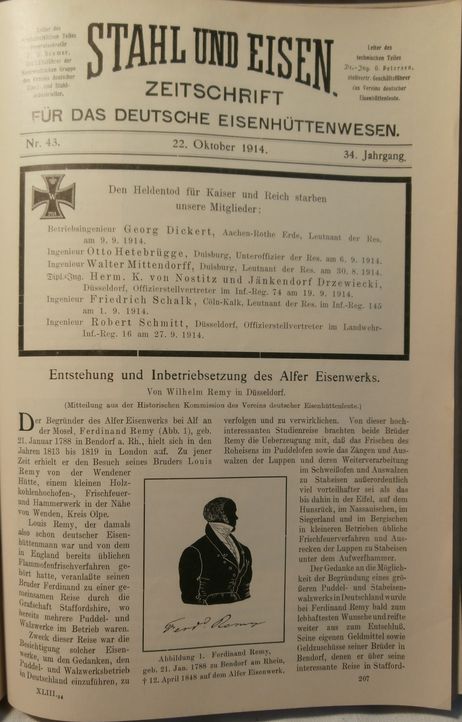 Leiter des
wirtschaftlichen Teiles
STAHL UND EISEN.
Leiter des
technischen Teiles
Dr.-Ing. O. Petersen,
stellvertr. Geschäftsführer
des Vereins deutscher
Eisenhüttenleute.
ZEITSCHRIFT
FÜR DAS DEUTSCHE EISENHÜTTENWESEN.
Nr. 43.
22. Oktober 1914.
34. Jahrgang.
Den Heldentod für Kaiser und Reich starben
unsere Mitglieder:
Betriebsingenieur Georg Dickert, Aachen-Rothe Erde, Leutnant der Res.
am 9. 9. 1914.
Ingenieur Otto Hetebrügge, Duisburg, Unteroffizier der Res. am 6. 9. 1914.
Ingenieur Walter Mittendorff, Duisburg, Leutnant der Res. am 30. 8. 1914.
Dipl.-Ing. Herm. K. von Nostitz und Jänkendorf Drzewiecki,
Düsseldorf, Offizierstellvertreter im Inf.-Reg. 74 am 19. 9. 1914.
Ingenieur Friedrich Schalk, Cöln-Kalk, Leutnant der Res. im Inf.-Reg. 145
am 1. 9. 1914.
Ingenieur Robert Schmitt, Düsseldorf, Offizierstellvertreter im Landwehr-
Inf.-Reg. 16 am 27. 9. 1914.
Entstehung und Inbetriebsetzung des Alfer Eisenwerks.
Von Wilhelm Remy in Düsseldorf.
(Mitteilung aus der Historischen Kommission des Vereins deutscher Eisenhüttenleute.)
Der Begründer des Alfer Eisenwerks bei Alf an
der Mosel, Ferdinand Remy (Abb. 1), geb.
21. Januar 1788 in Bendorf a. Rh., hielt sich in den
Jahren 1813 bis 1819 in London auf. Zu jener
Zeit erhielt er den Besuch seines Bruders Louis
Remy von der Wendener
Hütte, einem kleinen Holz-
kohlenhochofen-, Frischfeuer-
und Hammerwerk in der Nähe
von Wenden, Kreis Olpe.
Louis Remy, der damals
also schon deutscher Eisen-
hüttenmann war und von dem
in England bereits üblichen
Flammofenfrischverfahren ge-
hört hatte, veranlaßte seinen
Bruder Ferdinand zu einer ge-
meinsamen Reise durch die
Grafschaft Staffordshire, wo
bereits mehrere Puddel- und
Walzwerke im Betrieb waren.
Zweck dieser Reise war die
Besichtigung solcher Eisen-
werke, um den Gedanken, den
Puddel- und Walzwerksbetrieb
in Deutschland einzuführen, zu
XLIII.34
Ferd. Remy
Abbildung 1. Ferdinand Remy,
geb. 21. Jan. 1788 zu Bendorf am Rhein,
† 12. April 1848 auf dem Alfer Eisenwerk.
verfolgen und zu verwirklichen. Von dieser hoch-
interessanten Studienreise brachten beide Brüder
Remy die Ueberzeugung mit, daß das Frischen des
Roheisens im Puddelofen sowie das Zängen und Aus-
walzen der Luppen und deren Weiterverarbeitung
im Schweißofen und Auswalzen
zu Stabeisen außerordentlich
viel vorteilhafter sei als das
bis dahin in der Eifel, auf dem
Hunsrück, im Nassauischen, im
Siegerland und im Bergischen
in kleineren Betrieben übliche
Frischfeuerverfahren und Aus-
recken der Luppen zu Stabeisen
unter dem Aufwerfhammer.
Der Gedanke an die Möglich-
keit der Begründung eines grö-
ßeren Puddel- und Stabeisen-
walzwerks in Deutschland wurde
bei Ferdinand Remy bald zum
lebhaftesten Wunsche und reifte
weiter aus zum Entschluß.
Seine eigenen Geldmittel sowie
Geldzuschüsse seiner Brüder in
Bendorf, denen er über seine
interessante Reise in Stafford-
207